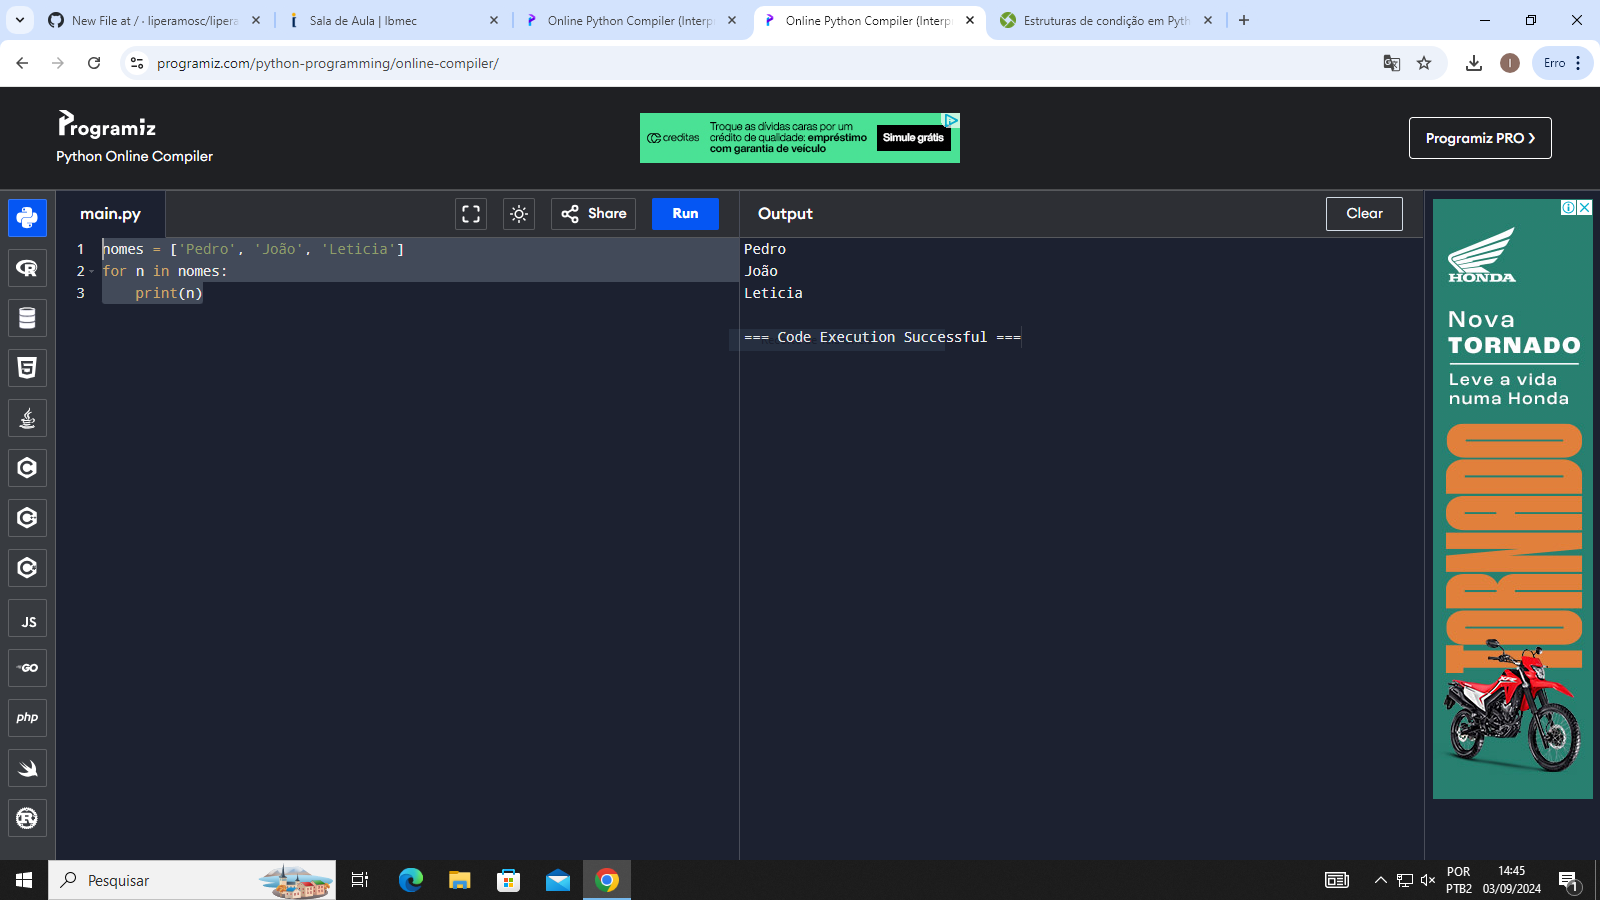 New File at / · liperamosc/lipera
Sala de Aula | Ibmec
Online Python Compiler (Interp
Online Python Compiler (Interp
Estruturas de condição em Pyth
programiz.com/python-programming/online-compiler/
I
Erro
Programiz
Python Online Compiler
creditas
Troque as dívidas caras por um
crédito de qualidade: empréstimo
com garantia de veículo
Simule grátis
Programiz PRO ❯
main.py
Share
Run
Output
Clear
1 nomes = ['Pedro', 'João', 'Leticia']
2 for n in nomes:
3     print(n)
Pedro
João
Leticia
=== Code Execution Successful ===
JS
GO
php
HONDA
Nova
TORNADO
Leve a vida
numa Honda
TORNADO
Pesquisar
POR
PTB2
14:45
03/09/2024
1